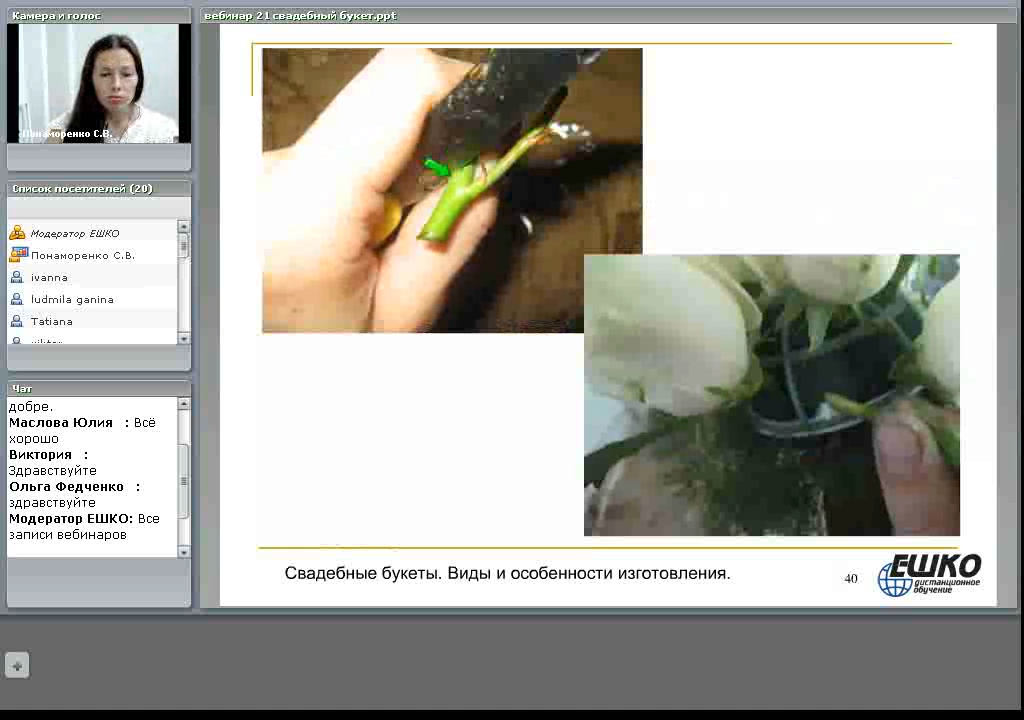 Камера и голос
Понаморенко С.В.
Список посетителей (20)
Модератор ЕШКО
Понаморенко С.В.
ivanna
ludmila ganina
Tatiana
Чат
добре.
Маслова Юлия : Всё
хорошо
Виктория :
Здравствуйте
Ольга Федченко :
здравствуйте
Модератор ЕШКО: Все
записи вебинаров
вебинар 21 свадебный букет.ppt
Свадебные букеты. Виды и особенности изготовления.
40
ЕШКО
дистанционное
обучение